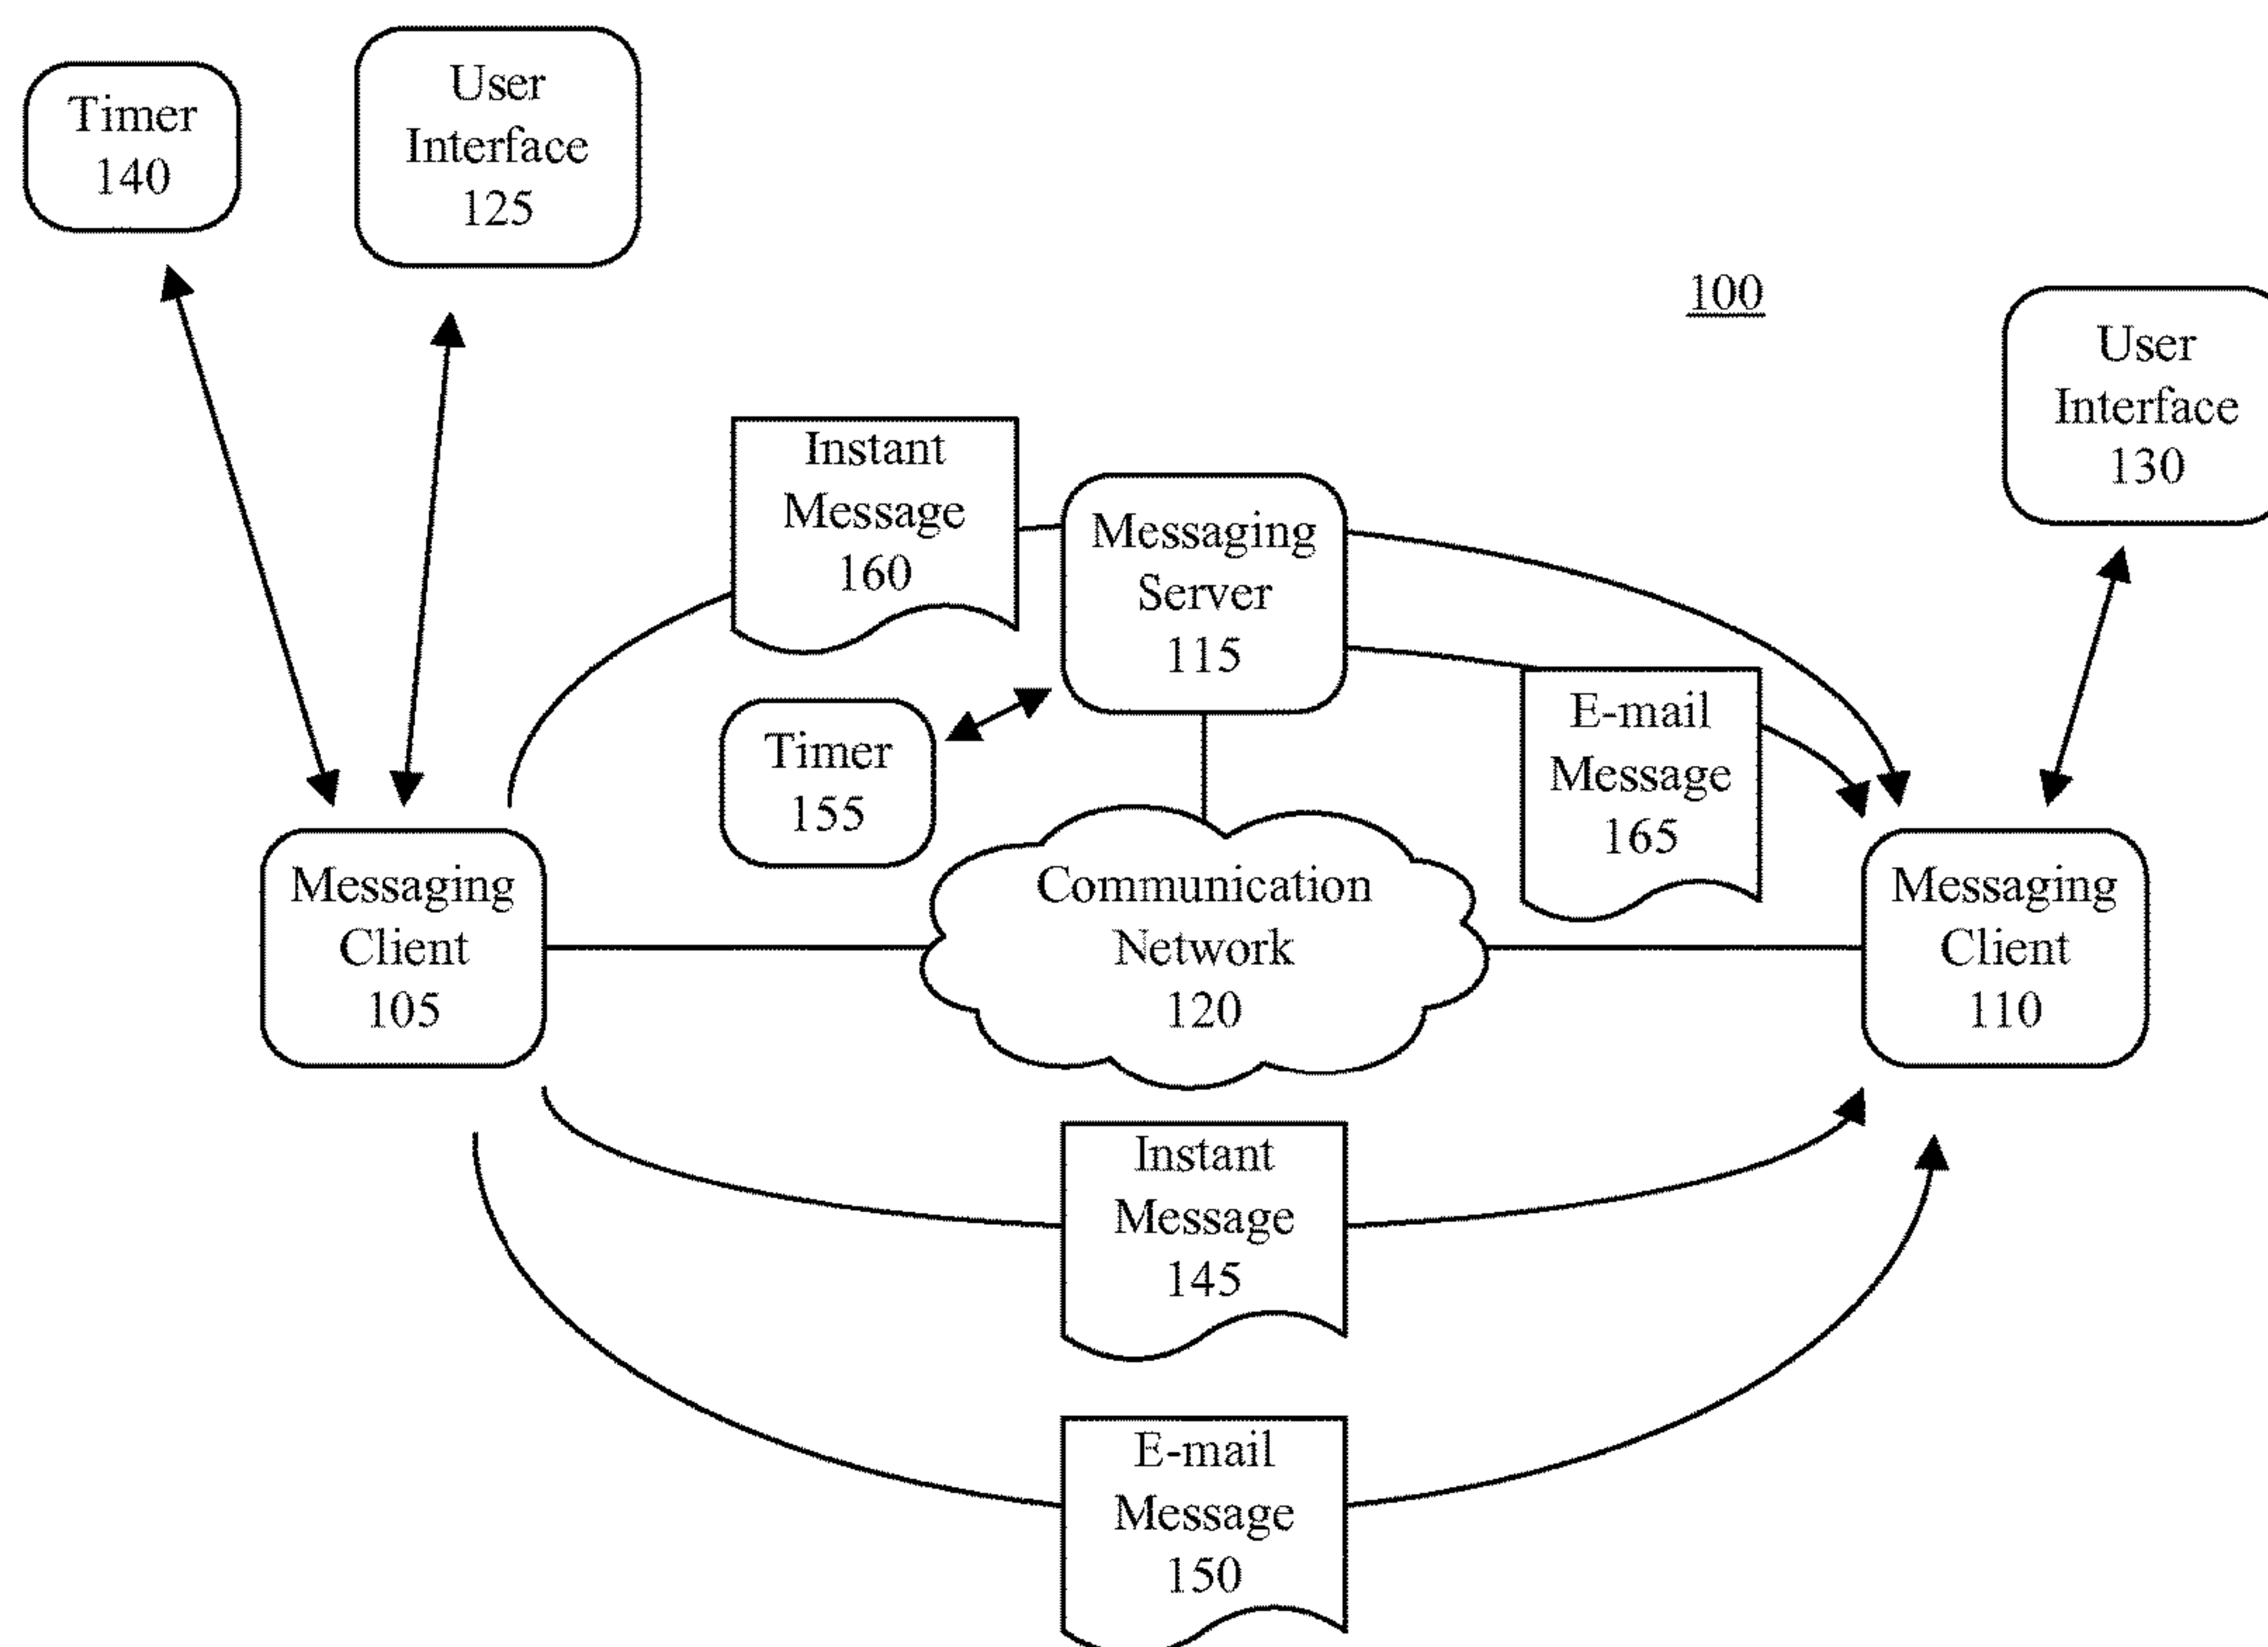 Timer
140
User
Interface
125
100
User
Interface
130
Instant
Message
160
Messaging
Server
115
E-mail
Message
165
Timer
155
Messaging
Client
105
Communication
Network
120
Messaging
Client
110
Instant
Message
145
E-mail
Message
150